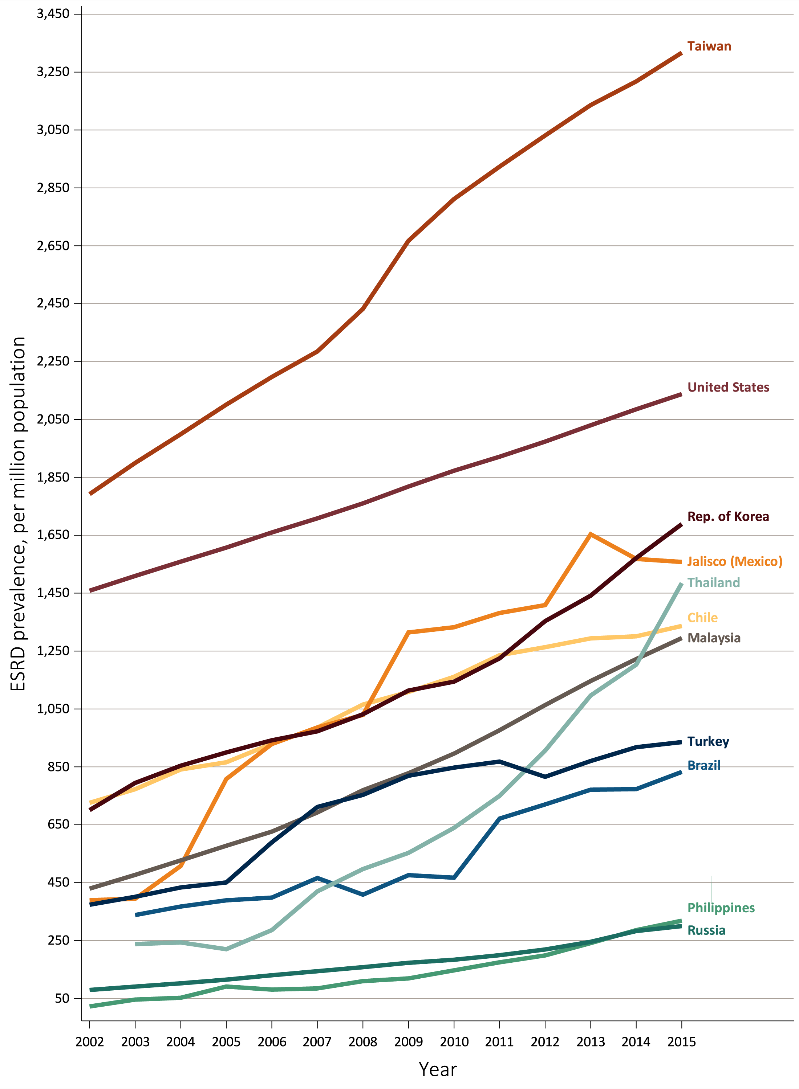 3,450
3,250
3,050
2,850
2,650
2,450
2,250
2,050
1,850
1,650
1,450
1,250
1,050
850
650
450
250
50
ESRD prevalence, per million population
Taiwan
United States
Rep. of Korea
Jalisco (Mexico)
Thailand
Chile
Malaysia
Turkey
Brazil
Philippines
Russia
2002 2003 2004 2005 2006 2007 2008 2009 2010 2011 2012 2013 2014 2015
Year